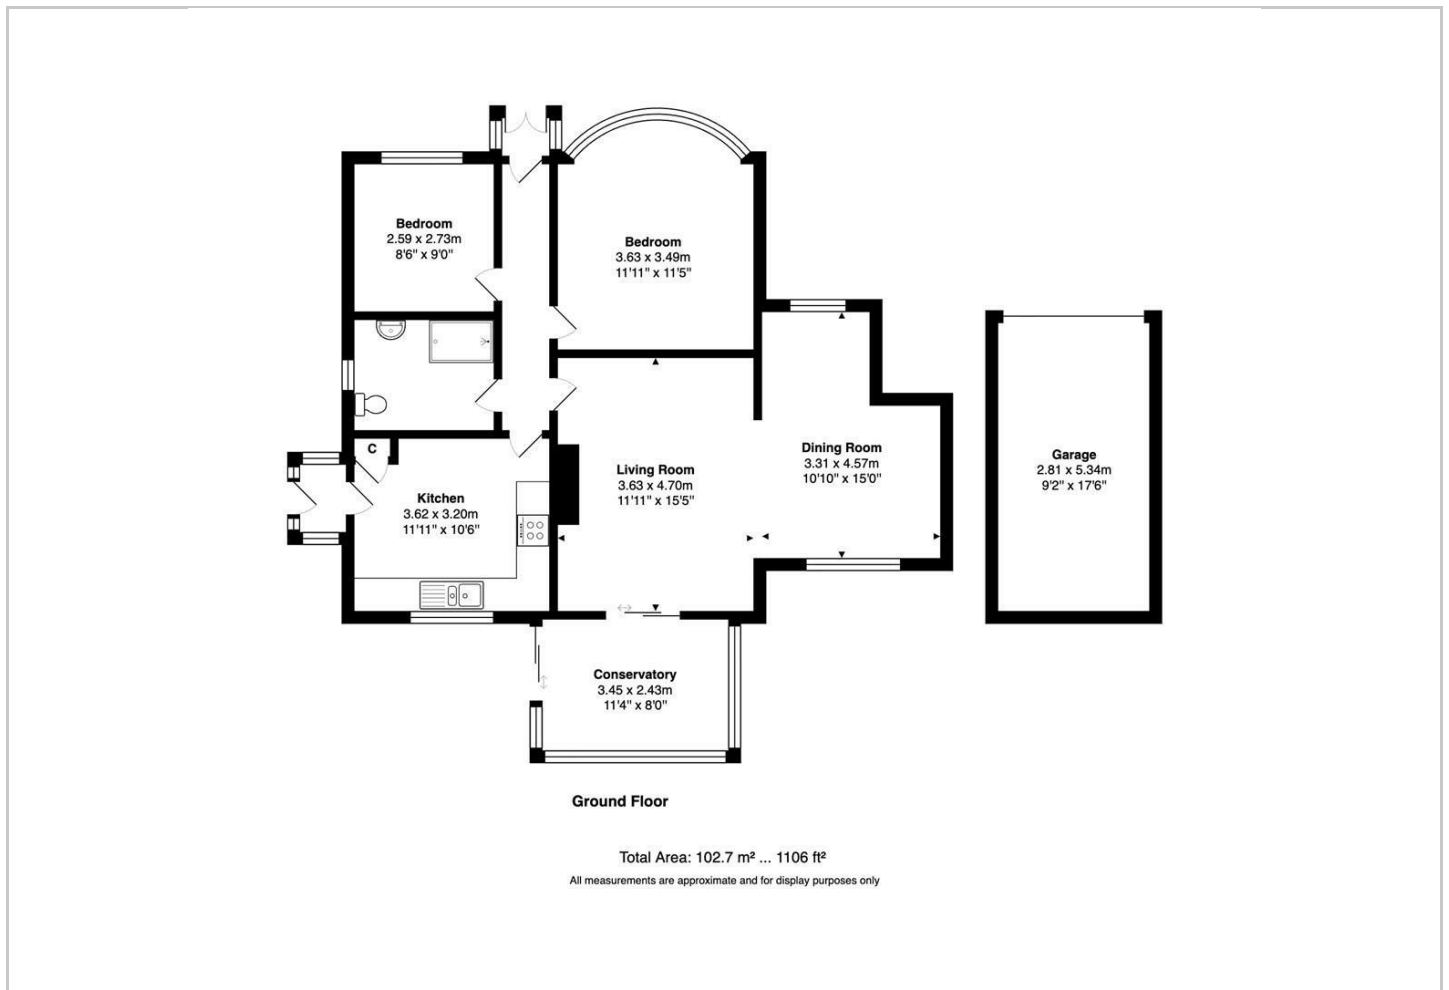 Bedroom
2.59 x 2.73m
8'6" x 9'0"
Bedroom
3.63 x 3.49m
11'11" x 11'5"
C
Kitchen
3.62 x 3.20m
11'11" x 10'6"
Living Room
3.63 x 4.70m
11'11" x 15'5"
Dining Room
3.31 x 4.57m
10'10" x 15'0"
Garage
2.81 x 5.34m
9'2" x 17'6"
Conservatory
3.45 x 2.43m
11'4" x 8'0"
Ground Floor
Total Area: 102.7 m² ... 1106 ft²
All measurements are approximate and for display purposes only